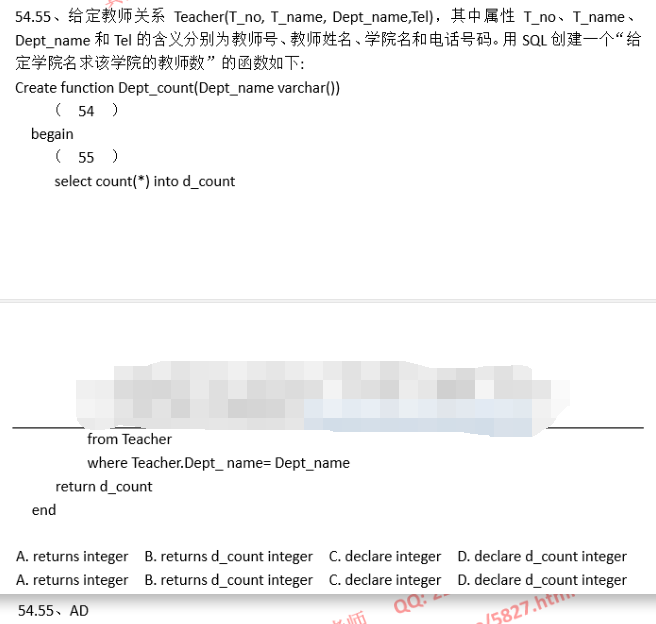 54.55、给定教师关系 Teacher(T_no, T_name, Dept_name,Tel)，其中属性 T_no、T_name、
Dept_name 和 Tel 的含义分别为教师号、教师姓名、学院名和电话号码。用 SQL 创建一个“给
定学院名求该学院的教师数”的函数如下:
Create function Dept_count(Dept_name varchar())
（ 54 ）
begain
（ 55 ）
select count(*) into d_count
from Teacher
where Teacher.Dept_ name= Dept_name
return d_count
end
A. returns integer B. returns d_count integer C. declare integer D. declare d_count integer
A. returns integer B. returns d_count integer C. declare integer D. declare d_count integer
54.55、AD
QQ:
/5827.html